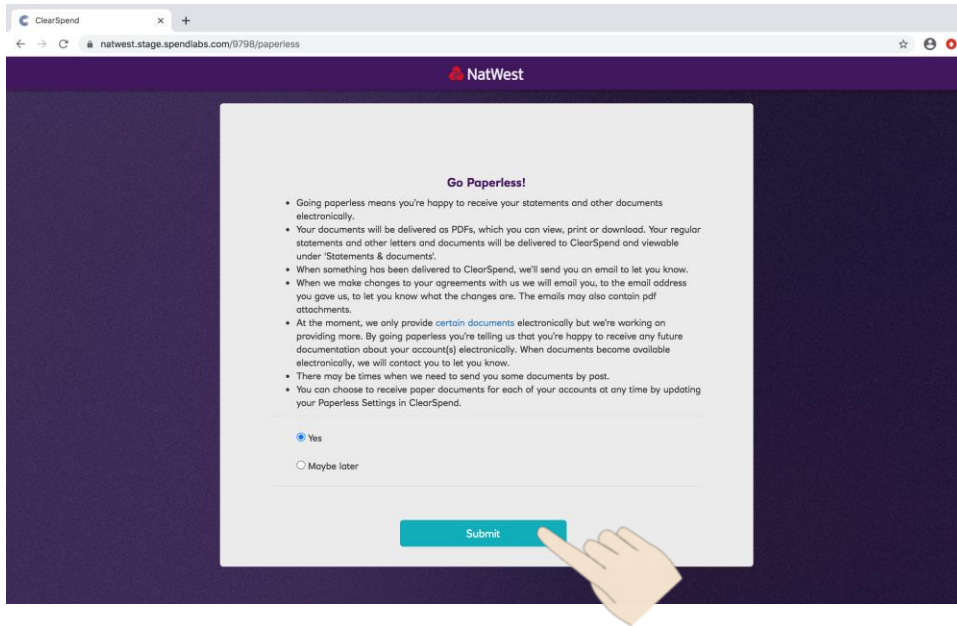 ClearSpend
natwest.stage.spendlabs.com/9798/paperless
NatWest
Go Paperless!
• Going paperless means you're happy to receive your statements and other documents
electronically.
• Your documents will be delivered as PDFs, which you can view, print or download. Your regular
statements and other letters and documents will be delivered to ClearSpend and viewable
under 'Statements & documents'.
• When something has been delivered to ClearSpend, we'll send you an email to let you know.
• When we make changes to your agreements with us we will email you, to the email address
you gave us, to let you know what the changes are. The emails may also contain pdf
attachments.
• At the moment, we only provide certain documents electronically but we're working on
providing more. By going paperless you're telling us that you're happy to receive any future
documentation about your account(s) electronically. When documents become available
electronically, we will contact you to let you know.
• There may be times when we need to send you some documents by post.
• You can choose to receive paper documents for each of your accounts at any time by updating
your Paperless Settings in ClearSpend.
Yes
Maybe later
Submit